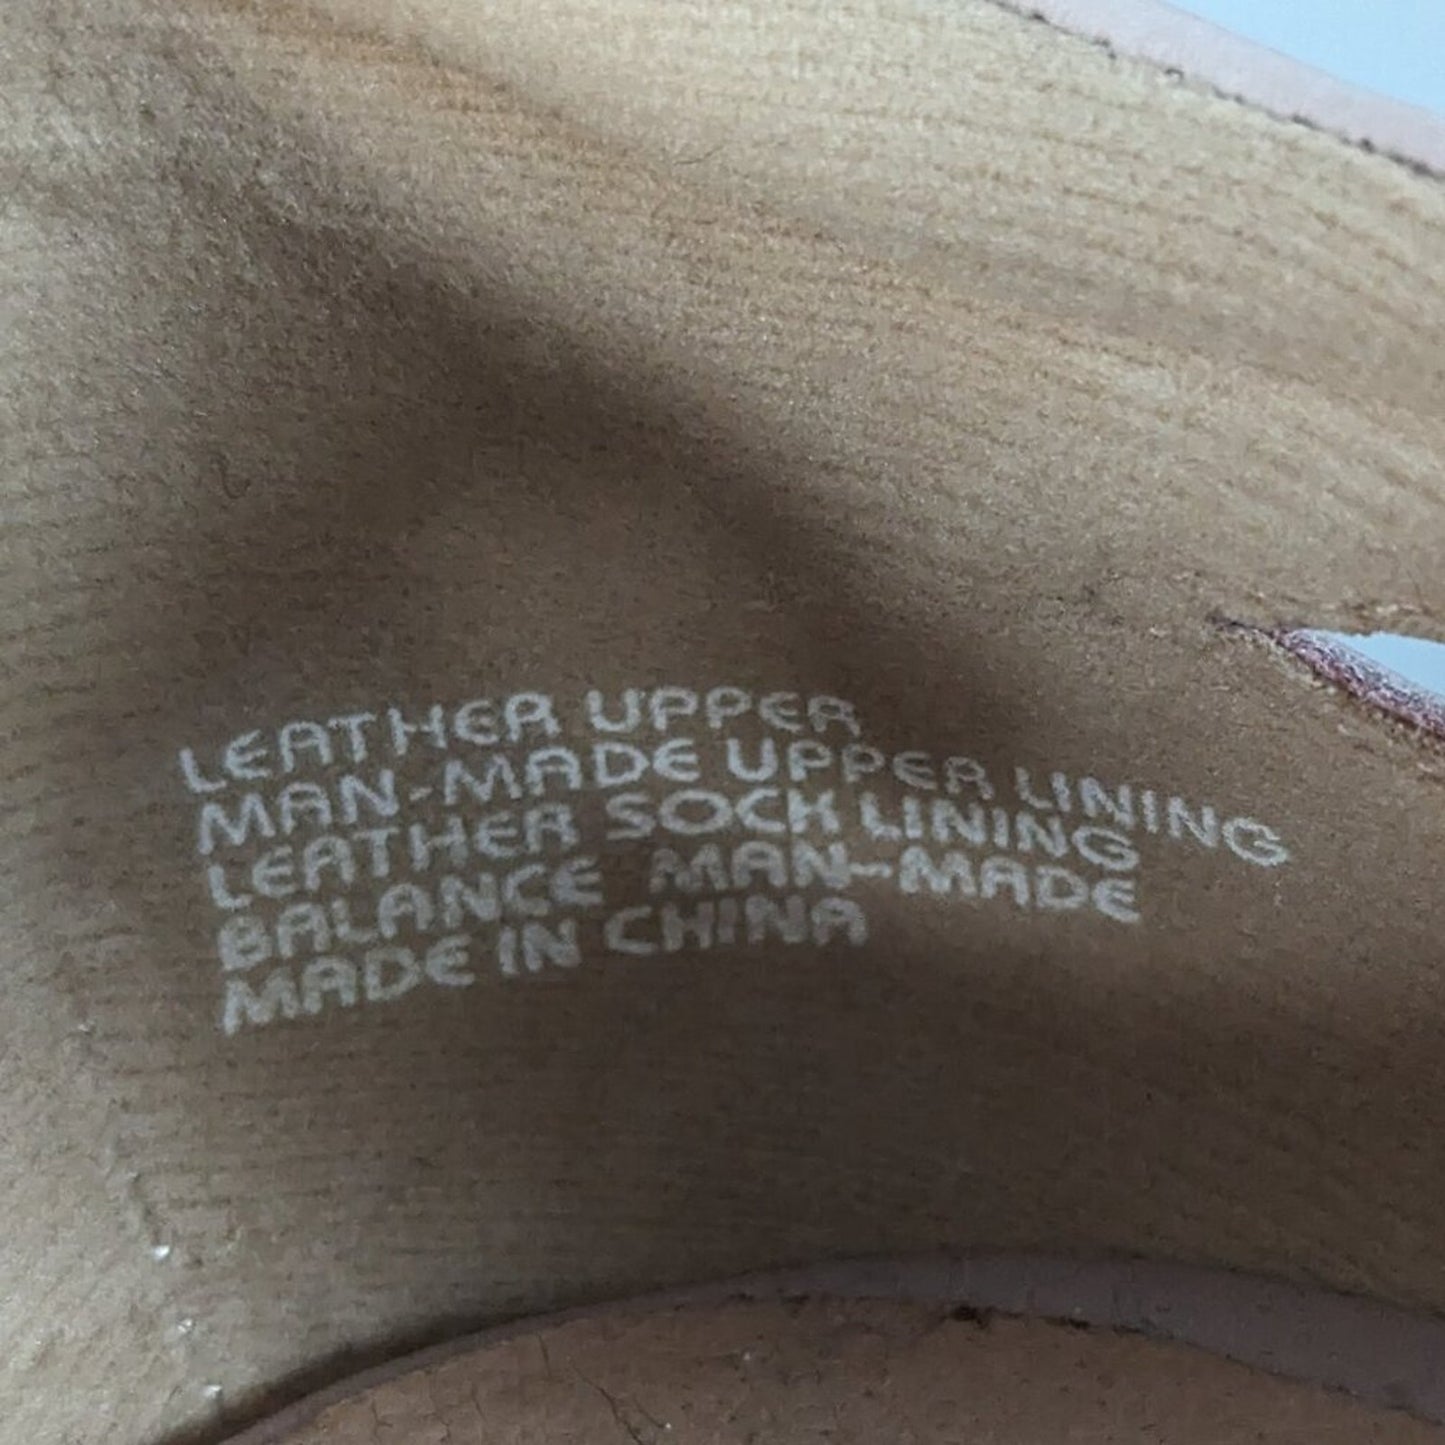 LEATHER UPPER
MAN-MADE UPPER LINING
LEATHER SOCK LINING
BALANCE MAN-MADE
MADE IN CHINA